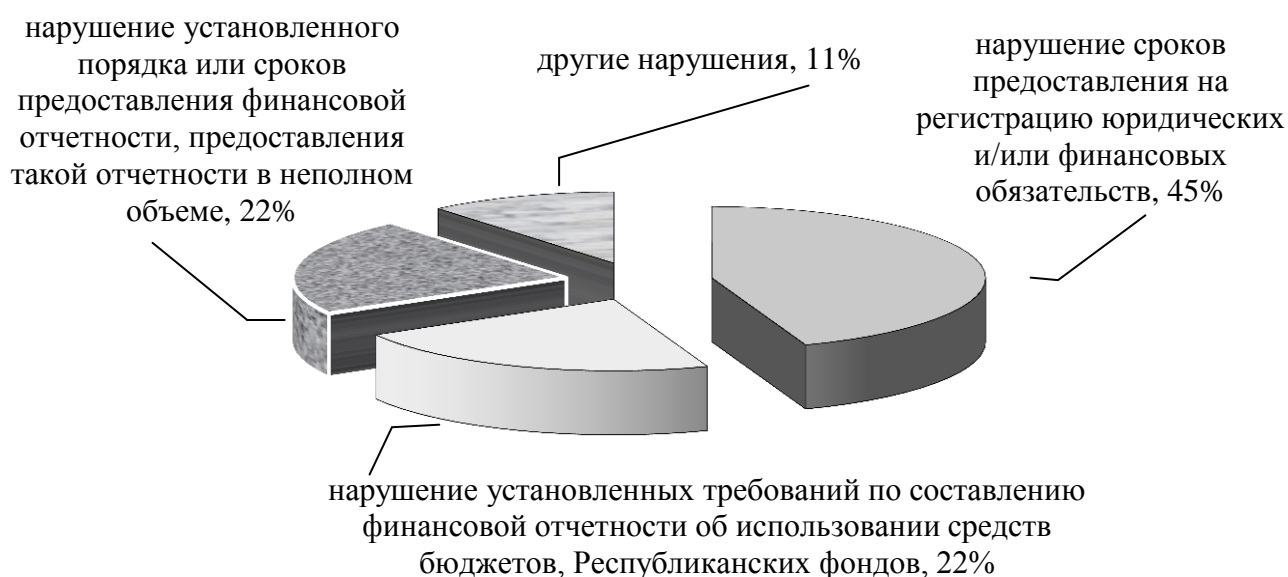 нарушение установленного
порядка или сроков
предоставления финансовой
отчетности, предоставления
такой отчетности в неполном
объеме, 22%
другие нарушения, 11%
нарушение сроков
предоставления на
регистрацию юридических
и/или финансовых
обязательств, 45%
нарушение установленных требований по составлению
финансовой отчетности об использовании средств
бюджетов, Республиканских фондов, 22%